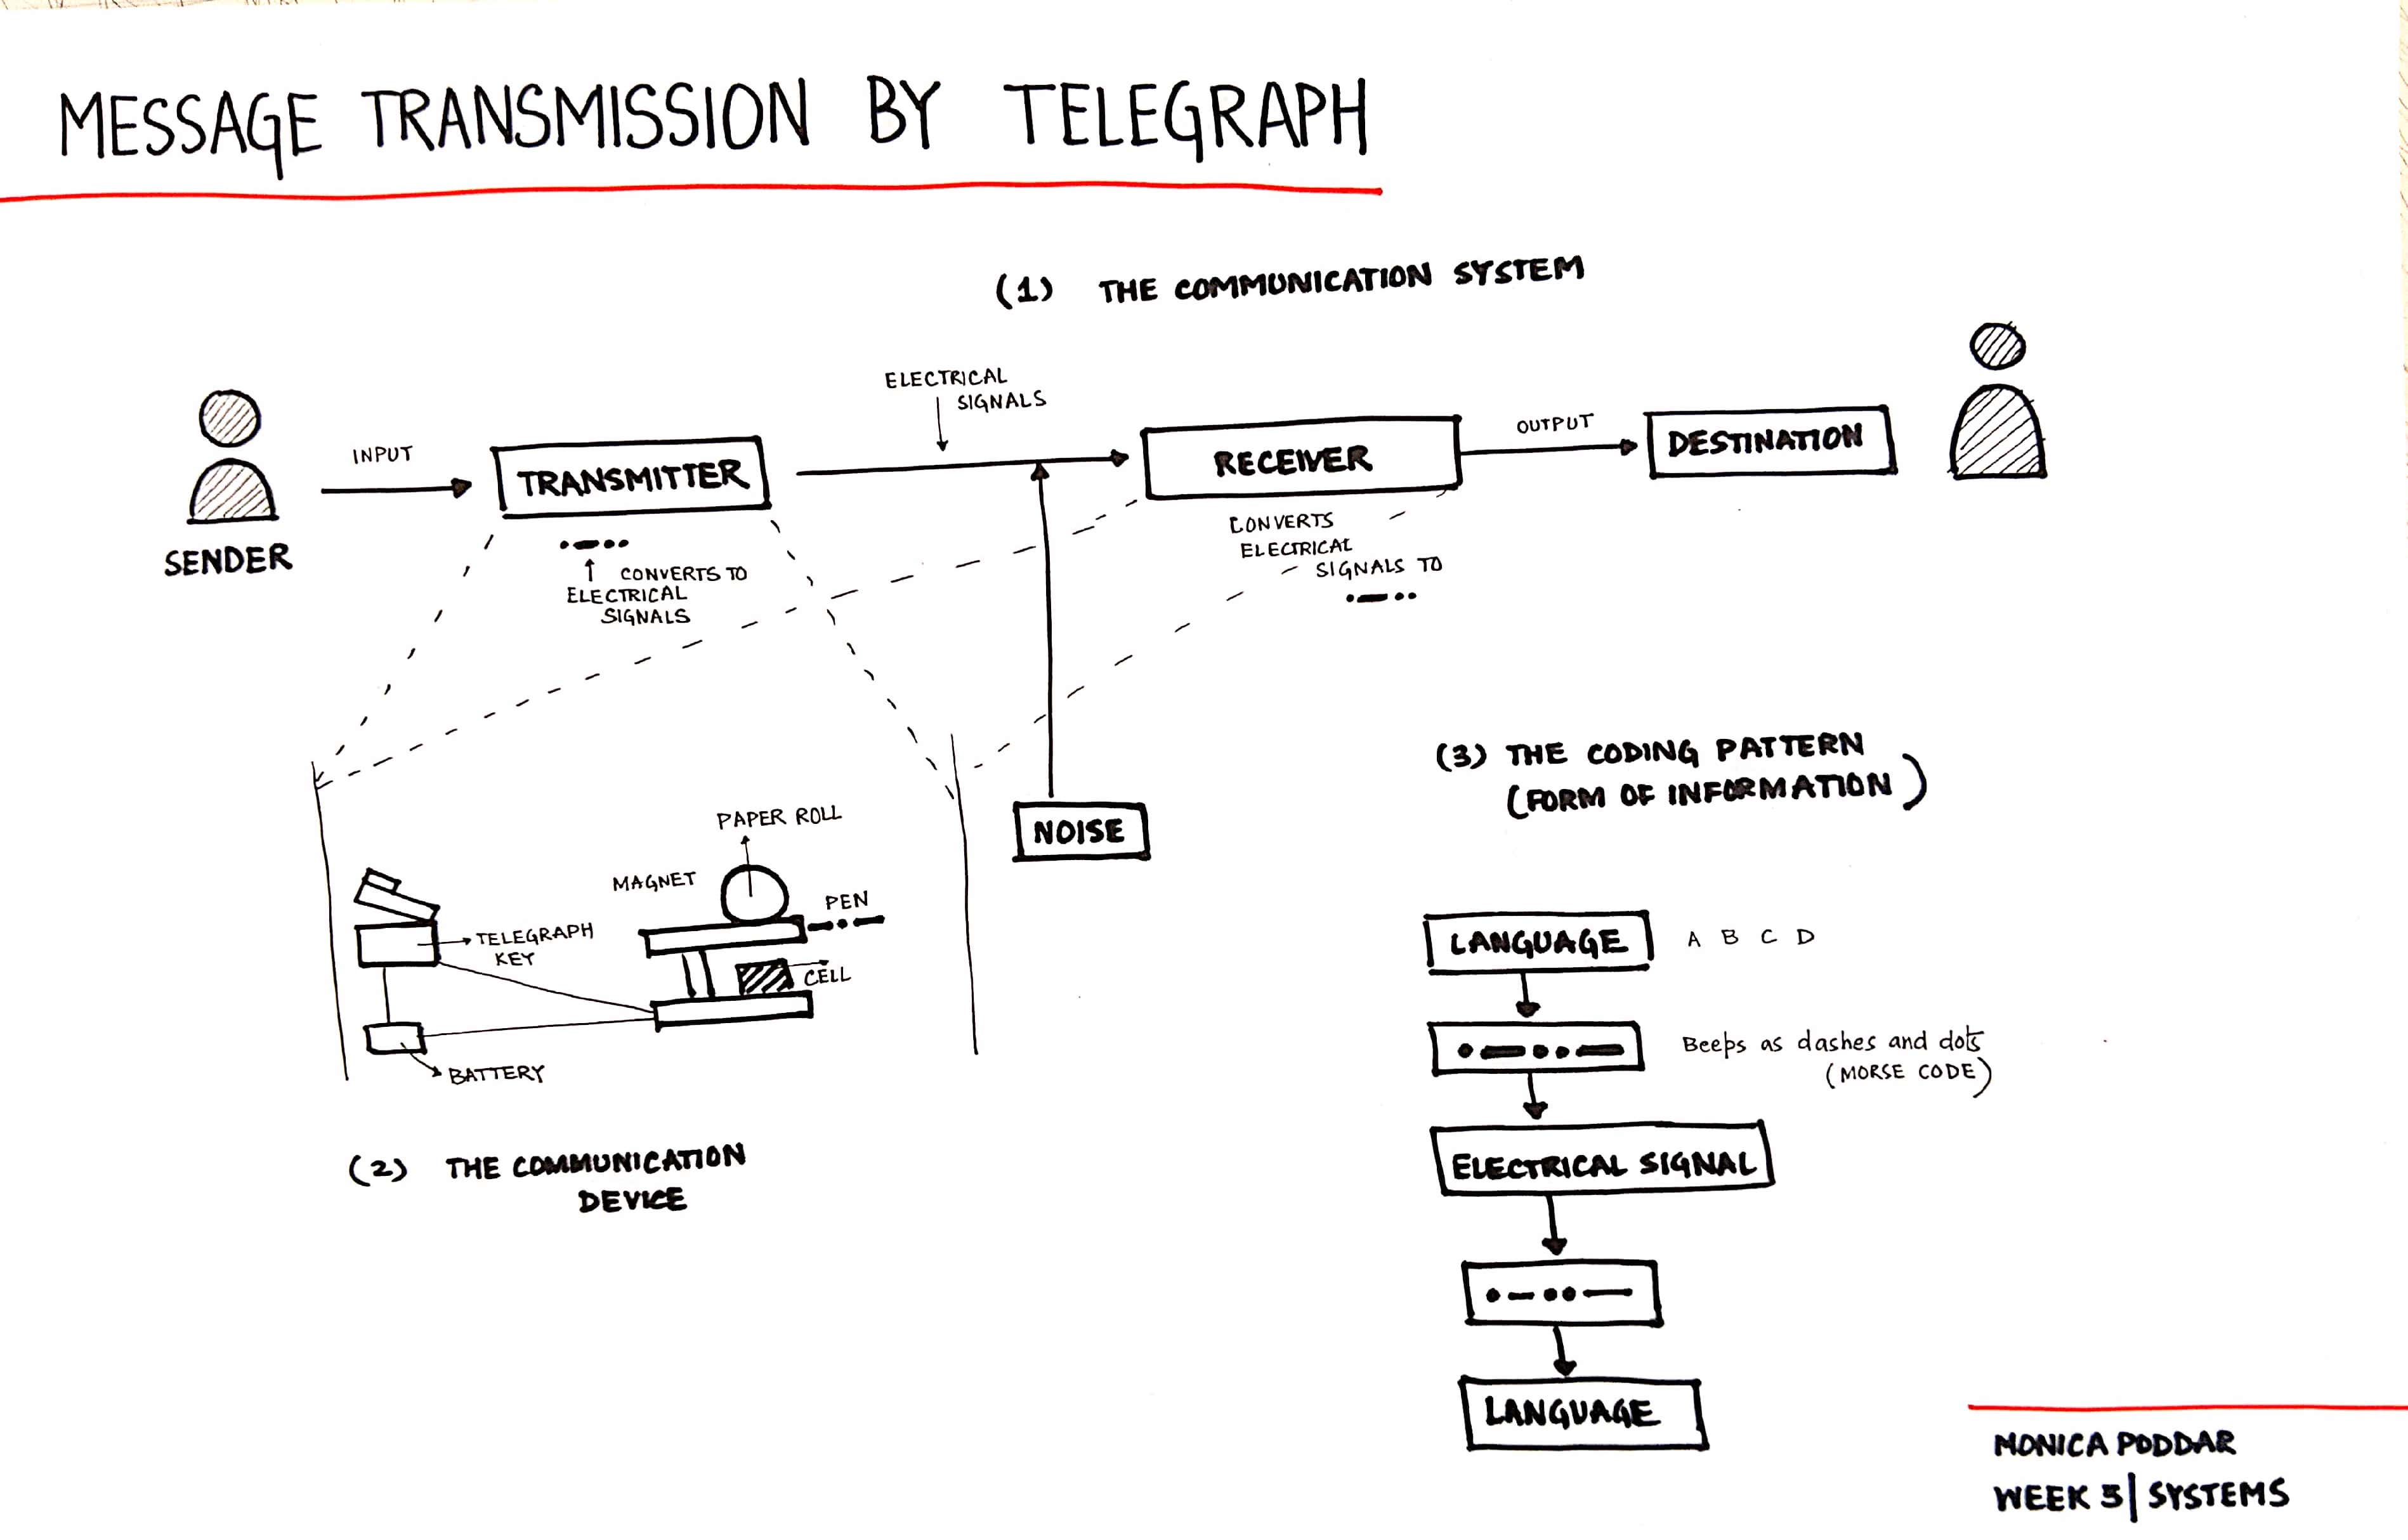 MESSAGE TRANSMISSION BY TELEGRAPH
(1) THE COMMUNICATION SYSTEM
SENDER
INPUT
TRANSMITTER
•–••
↑ CONVERTS TO
ELECTRICAL
SIGNALS
ELECTRICAL
SIGNALS
RECEIVER
CONVERTS
ELECTRICAL
SIGNALS TO
•–••
OUTPUT
DESTINATION
NOISE
PAPER ROLL
MAGNET
PEN
TELEGRAPH
KEY
CELL
BATTERY
(2) THE COMMUNICATION
DEVICE
(3) THE CODING PATTERN
(FORM OF INFORMATION)
LANGUAGE A B C D
•–••– Beeps as dashes and dots
(MORSE CODE)
ELECTRICAL SIGNAL
•–••–
LANGUAGE
MONICA PODDAR
WEEK 3| SYSTEMS